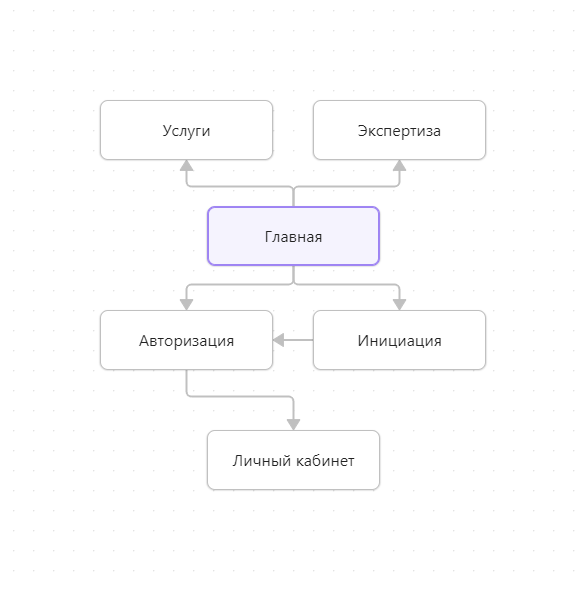 Услуги
Экспертиза
Главная
Авторизация
Инициация
Личный кабинет